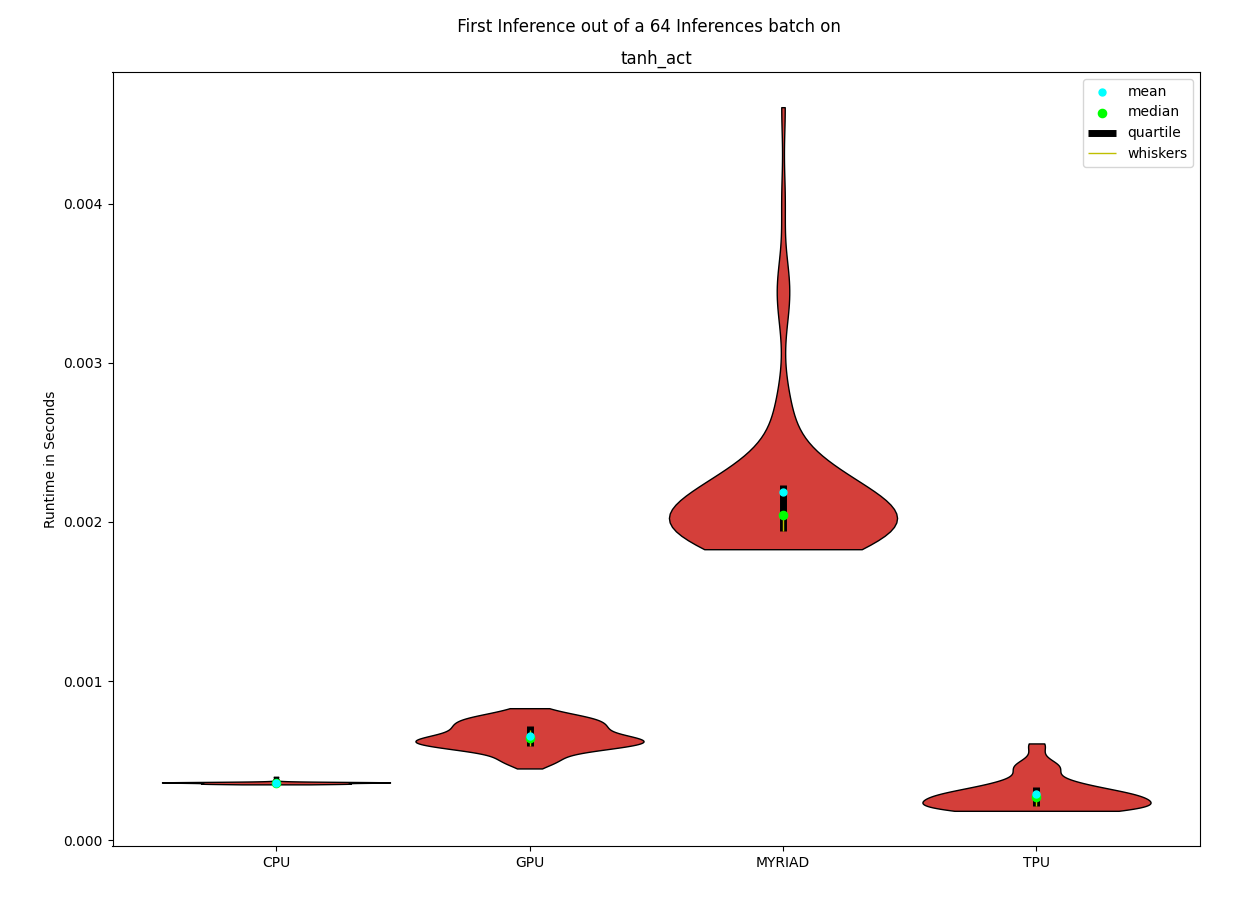 First Inference out of a 64 Inferences batch on
tanh_act
mean
median
quartile
whiskers
Runtime in Seconds
0.004
0.003
0.002
0.001
0.000
CPU GPU MYRIAD TPU